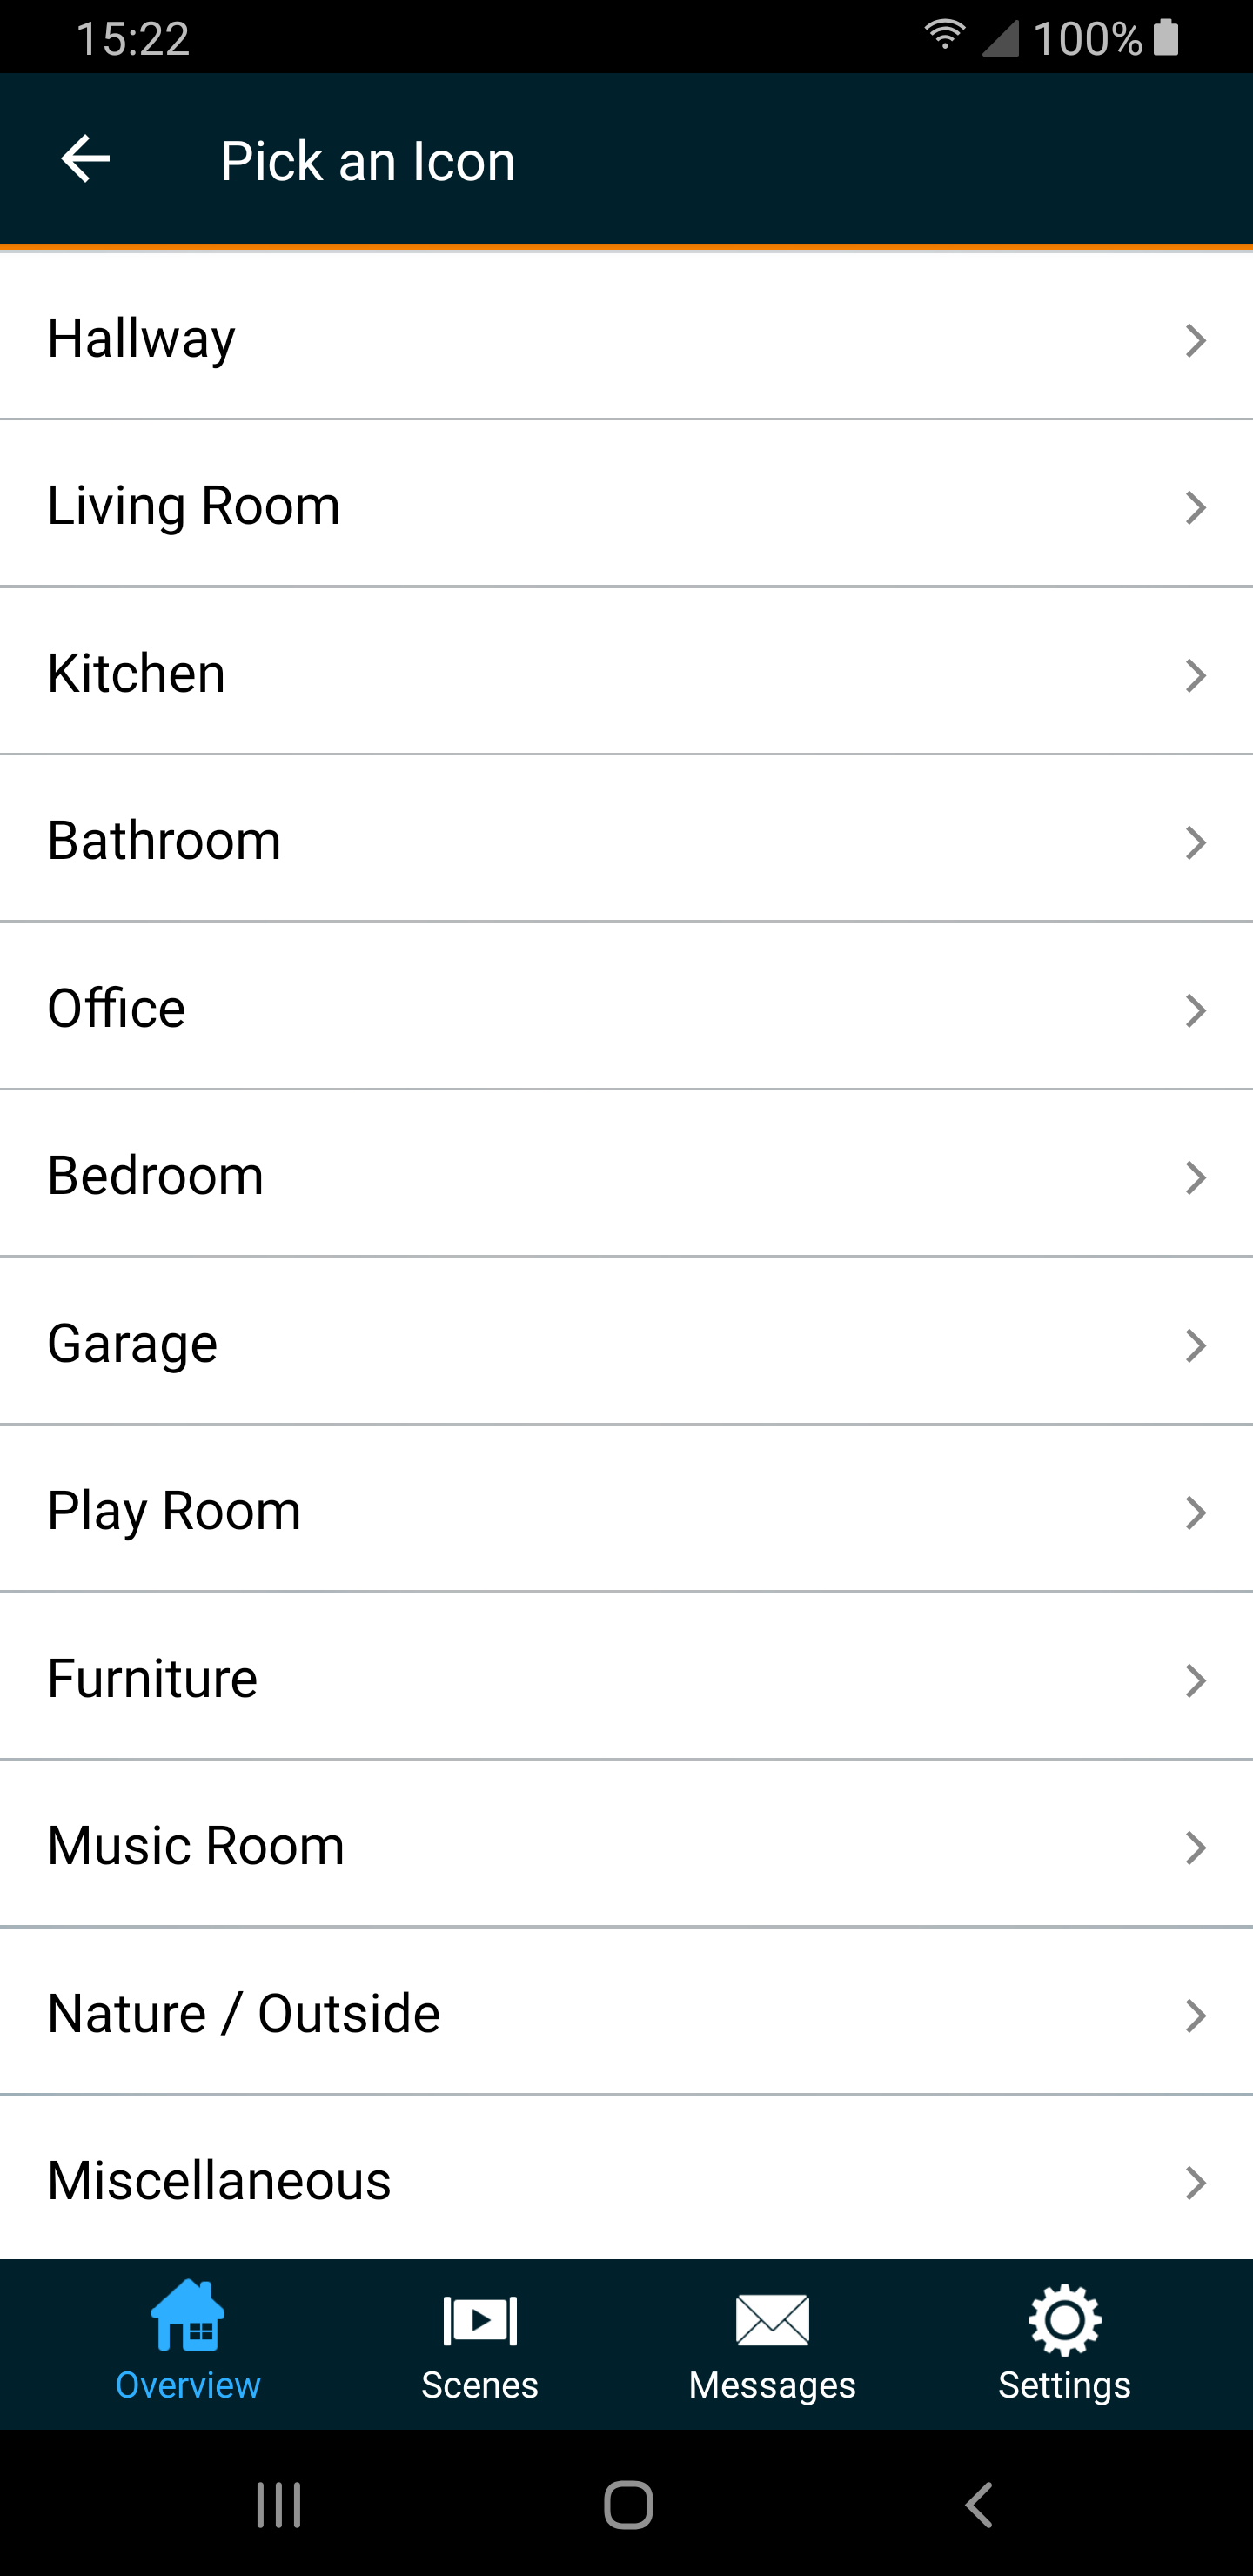 15:22 100%
Pick an Icon
Hallway
Living Room
Kitchen
Bathroom
Office
Bedroom
Garage
Play Room
Furniture
Music Room
Nature / Outside
Miscellaneous
Overview Scenes Messages Settings